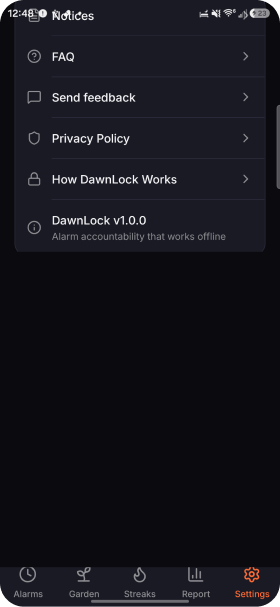 12:48
Notices
23
FAQ
Send feedback
Privacy Policy
How DawnLock Works
DawnLock v1.0.0
Alarm accountability that works offline
Alarms Garden Streaks Report Settings